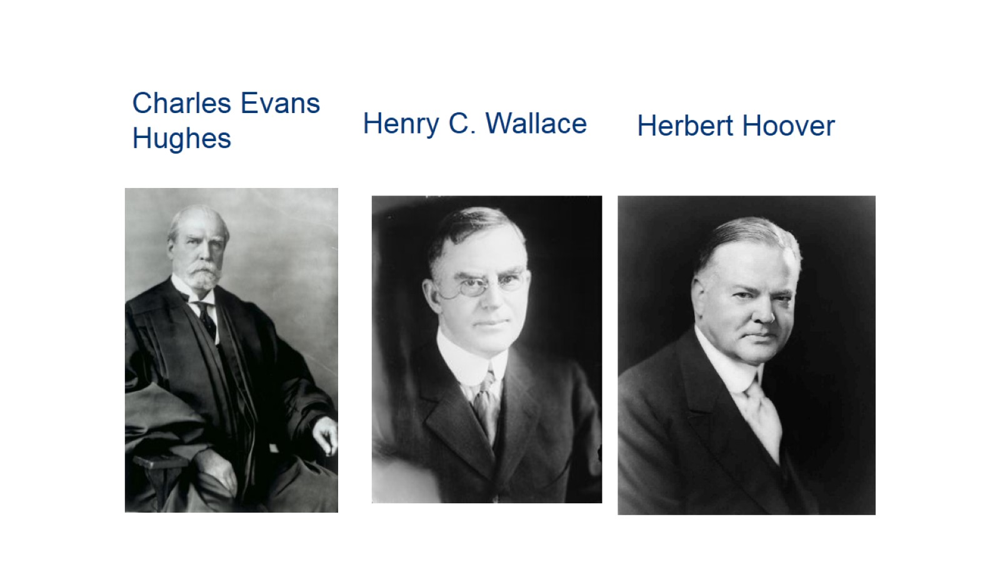 Charles Evans
Hughes
Henry C. Wallace
Herbert Hoover